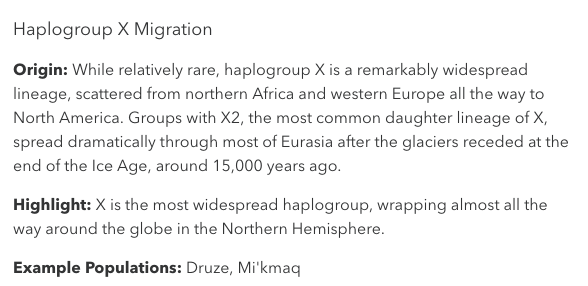 Haplogroup X Migration
Origin: While relatively rare, haplogroup X is a remarkably widespread
lineage, scattered from northern Africa and western Europe all the way to
North America. Groups with X2, the most common daughter lineage of X,
spread dramatically through most of Eurasia after the glaciers receded at the
end of the Ice Age, around 15,000 years ago.
Highlight: X is the most widespread haplogroup, wrapping almost all the
way around the globe in the Northern Hemisphere.
Example Populations: Druze, Mi'kmaq